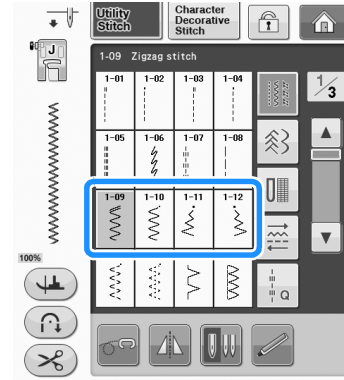 Utility
Stitch
Character
Decorative
Stitch
J
1-09 Zigzag stitch
1/3
1-01 1-02 1-03 1-04
1-05 1-06 1-07 1-08
1-09 1-10 1-11 1-12
100%
Q